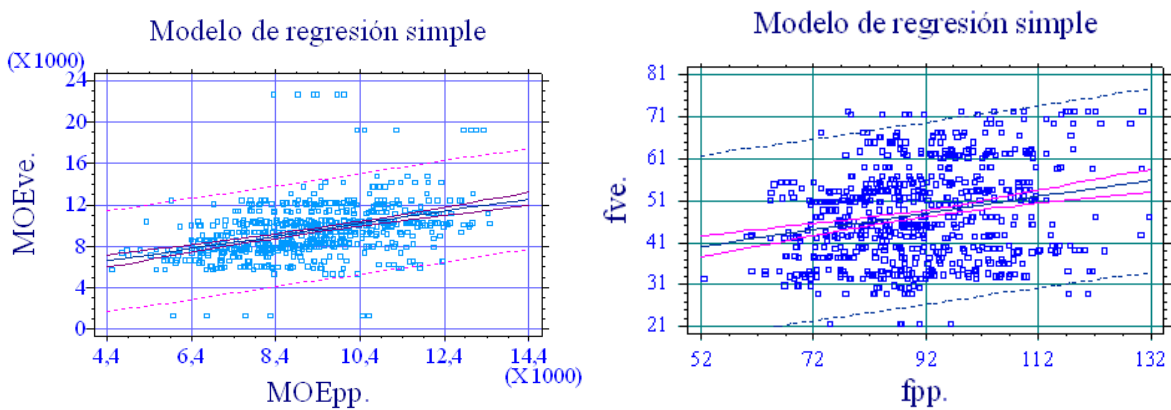 Modelo de regresión simple
(X 1000)
24
20
16
12
8
4
0
MOEve.
4,4 6,4 8,4 10,4 12,4 14,4
(X 1000)
MOEpp.
Modelo de regresión simple
81
71
61
51
41
31
21
fve.
52 72 92 112 132
fpp.